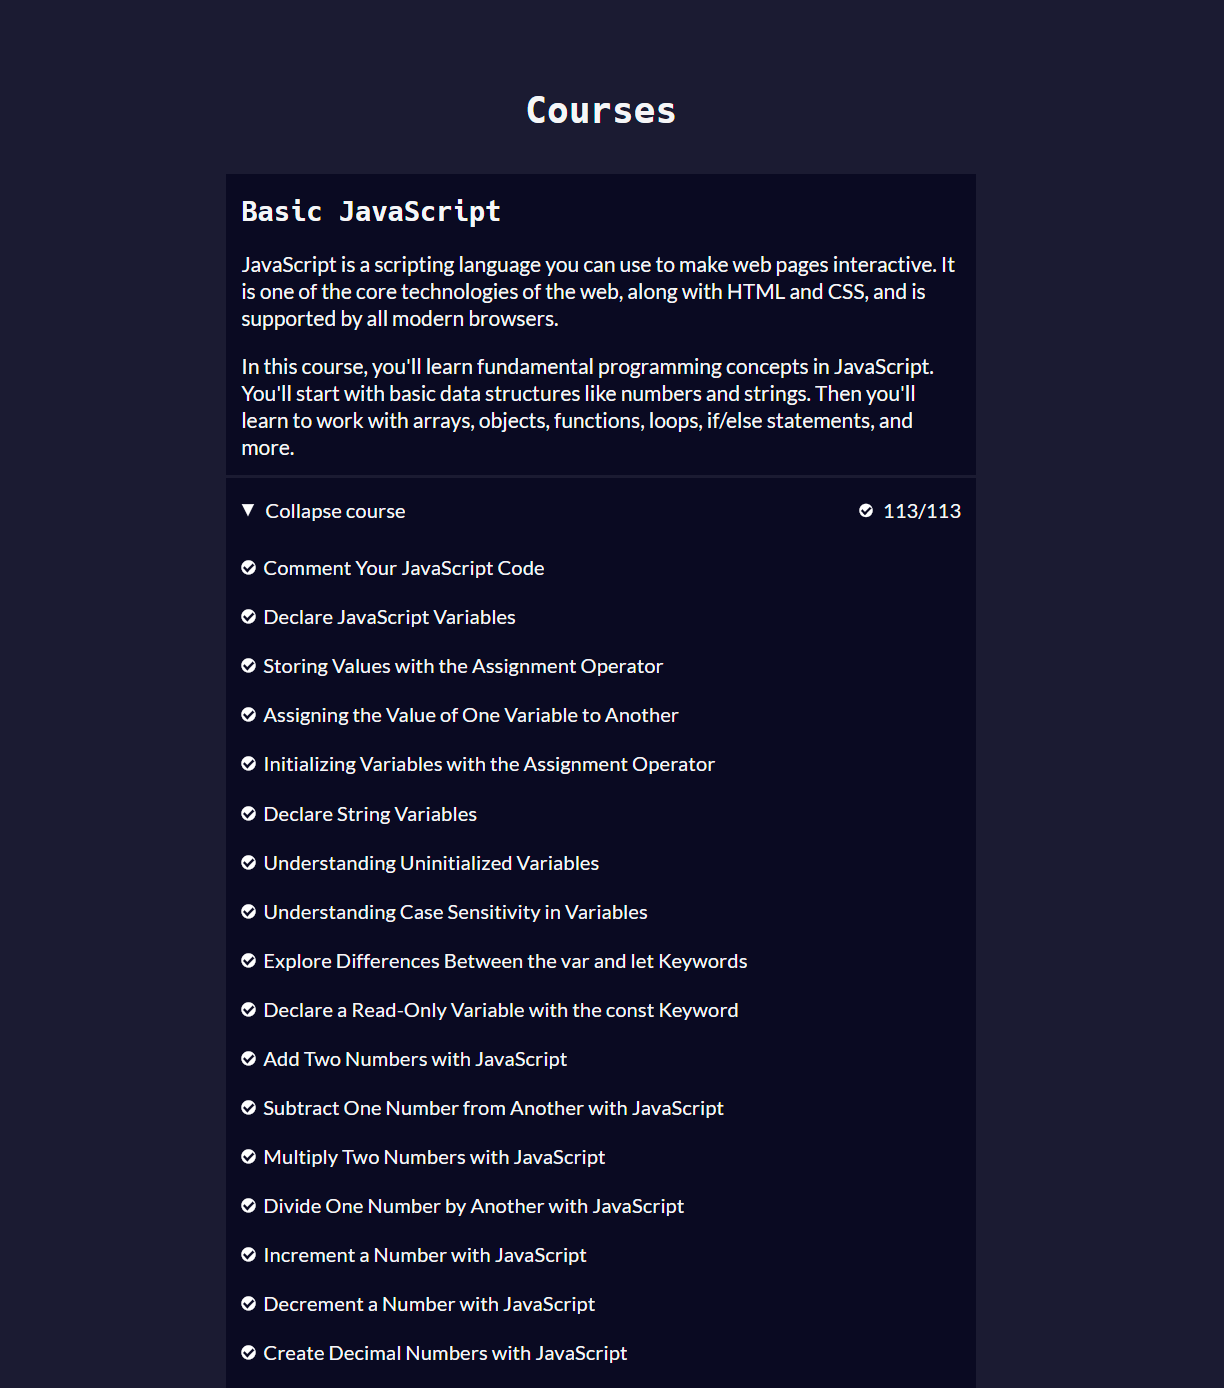 Courses
Basic JavaScript
JavaScript is a scripting language you can use to make web pages interactive. It
is one of the core technologies of the web, along with HTML and CSS, and is
supported by all modern browsers.
In this course, you'll learn fundamental programming concepts in JavaScript.
You'll start with basic data structures like numbers and strings. Then you'll
learn to work with arrays, objects, functions, loops, if/else statements, and
more.
Collapse course 113/113
Comment Your JavaScript Code
Declare JavaScript Variables
Storing Values with the Assignment Operator
Assigning the Value of One Variable to Another
Initializing Variables with the Assignment Operator
Declare String Variables
Understanding Uninitialized Variables
Understanding Case Sensitivity in Variables
Explore Differences Between the var and let Keywords
Declare a Read-Only Variable with the const Keyword
Add Two Numbers with JavaScript
Subtract One Number from Another with JavaScript
Multiply Two Numbers with JavaScript
Divide One Number by Another with JavaScript
Increment a Number with JavaScript
Decrement a Number with JavaScript
Create Decimal Numbers with JavaScript